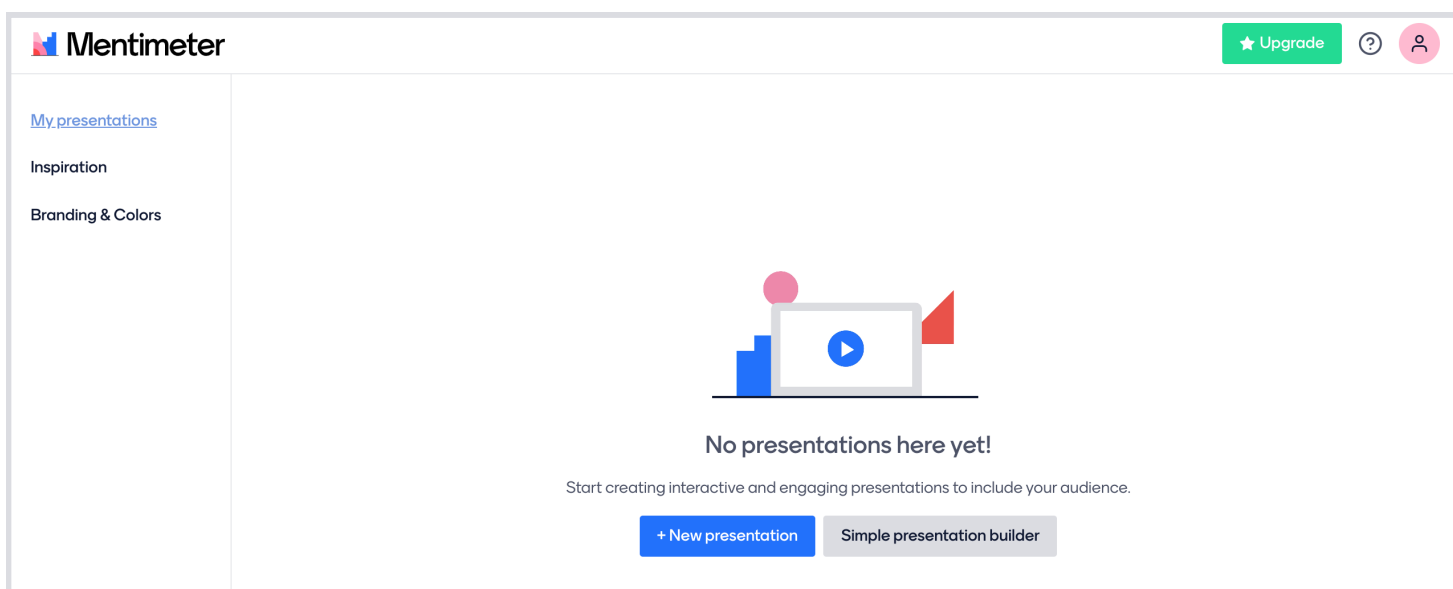 Mentimeter
Upgrade
My presentations
Inspiration
Branding & Colors
No presentations here yet!
Start creating interactive and engaging presentations to include your audience.
+ New presentation
Simple presentation builder